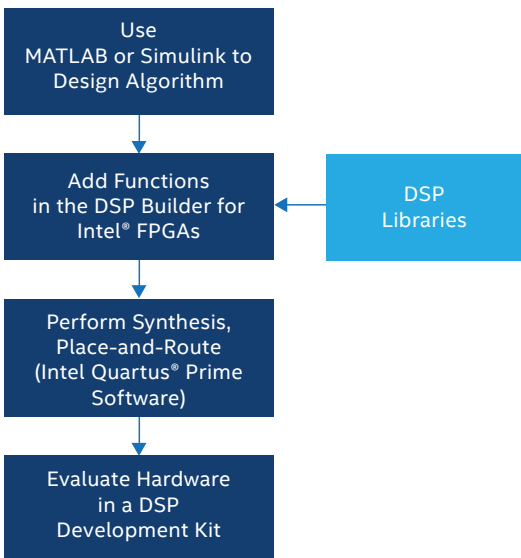 Use
MATLAB or Simulink to
Design Algorithm
Add Functions
in the DSP Builder for
Intel® FPGAs
DSP
Libraries
Perform Synthesis,
Place-and-Route
(Intel Quartus® Prime
Software)
Evaluate Hardware
in a DSP
Development Kit